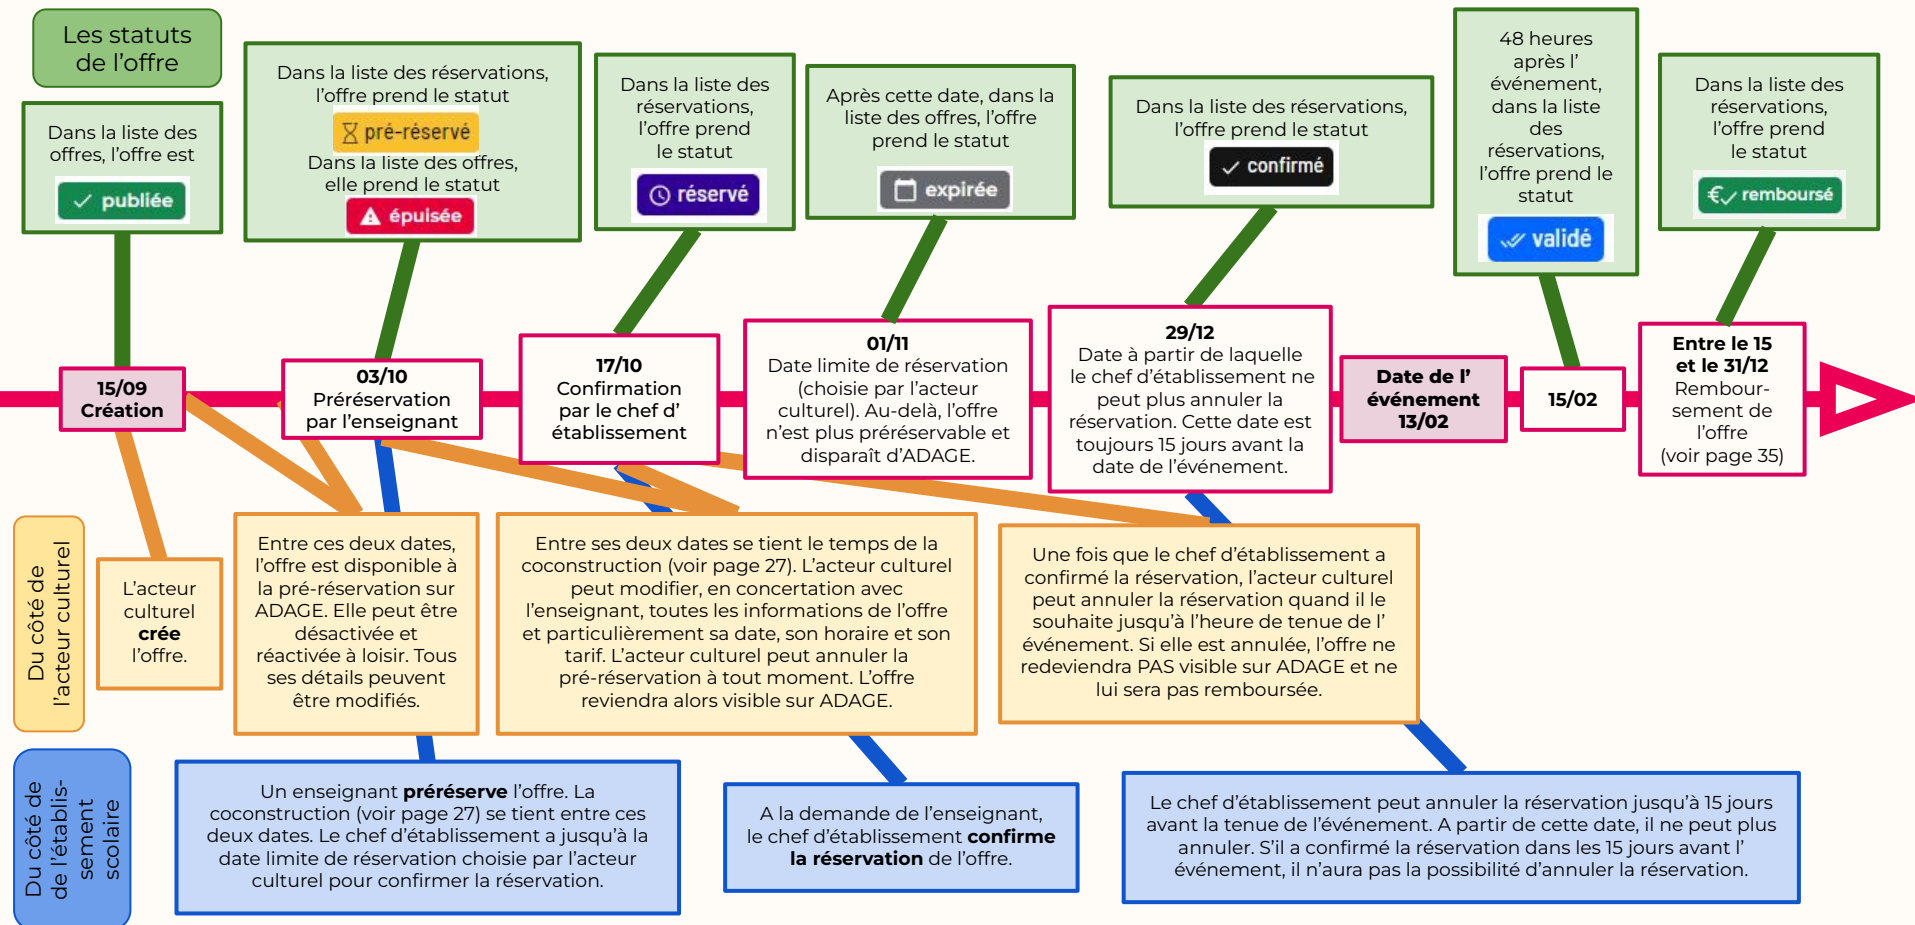 Les statuts
de l'offre
Dans la liste des
offres, l'offre est
publiée
Dans la liste des réservations,
l'offre prend le statut
pré-réservé
Dans la liste des offres,
elle prend le statut
épuisée
Dans la liste des
réservations,
l'offre prend
le statut
réservé
Après cette date, dans la
liste des offres, l'offre
prend le statut
expirée
Dans la liste des réservations,
l'offre prend le statut
confirmé
48 heures
après l'
événement,
dans la liste
des
réservations,
l'offre prend le
statut
validé
Dans la liste des
réservations,
l'offre prend
le statut
remboursé
15/09
Création
03/10
Préréservation
par l'enseignant
17/10
Confirmation
par le chef d'
établissement
01/11
Date limite de réservation
(choisie par l'acteur
culturel). Au-delà, l'offre
n'est plus préréservable et
disparaît d'ADAGE.
29/12
Date à partir de laquelle
le chef d'établissement ne
peut plus annuler la
réservation. Cette date est
toujours 15 jours avant la
date de l'événement.
Date de l'
événement
13/02
15/02
Entre le 15
et le 31/12
Rembour-
sement de
l'offre
(voir page 35)
Du côté de
l'acteur culturel
L'acteur
culturel
crée
l'offre.
Entre ces deux dates,
l'offre est disponible à
la pré-réservation sur
ADAGE. Elle peut être
désactivée et
réactivée à loisir. Tous
ses détails peuvent
être modifiés.
Entre ses deux dates se tient le temps de la
coconstruction (voir page 27). L'acteur culturel
peut modifier, en concertation avec
l'enseignant, toutes les informations de l'offre
et particulièrement sa date, son horaire et son
tarif. L'acteur culturel peut annuler la
pré-réservation à tout moment. L'offre
reviendra alors visible sur ADAGE.
Une fois que le chef d'établissement a
confirmé la réservation, l'acteur culturel
peut annuler la réservation quand il le
souhaite jusqu'à l'heure de tenue de l'
événement. Si elle est annulée, l'offre ne
redeviendra PAS visible sur ADAGE et ne
lui sera pas remboursée.
Du côté de
de l'établis-
sement
scolaire
Un enseignant préréserve l'offre. La
coconstruction (voir page 27) se tient entre ces
deux dates. Le chef d'établissement a jusqu'à la
date limite de réservation choisie par l'acteur
culturel pour confirmer la réservation.
A la demande de l'enseignant,
le chef d'établissement confirme
la réservation de l'offre.
Le chef d'établissement peut annuler la réservation jusqu'à 15 jours
avant la tenue de l'événement. A partir de cette date, il ne peut plus
annuler. S'il a confirmé la réservation dans les 15 jours avant l'
événement, il n'aura pas la possibilité d'annuler la réservation.